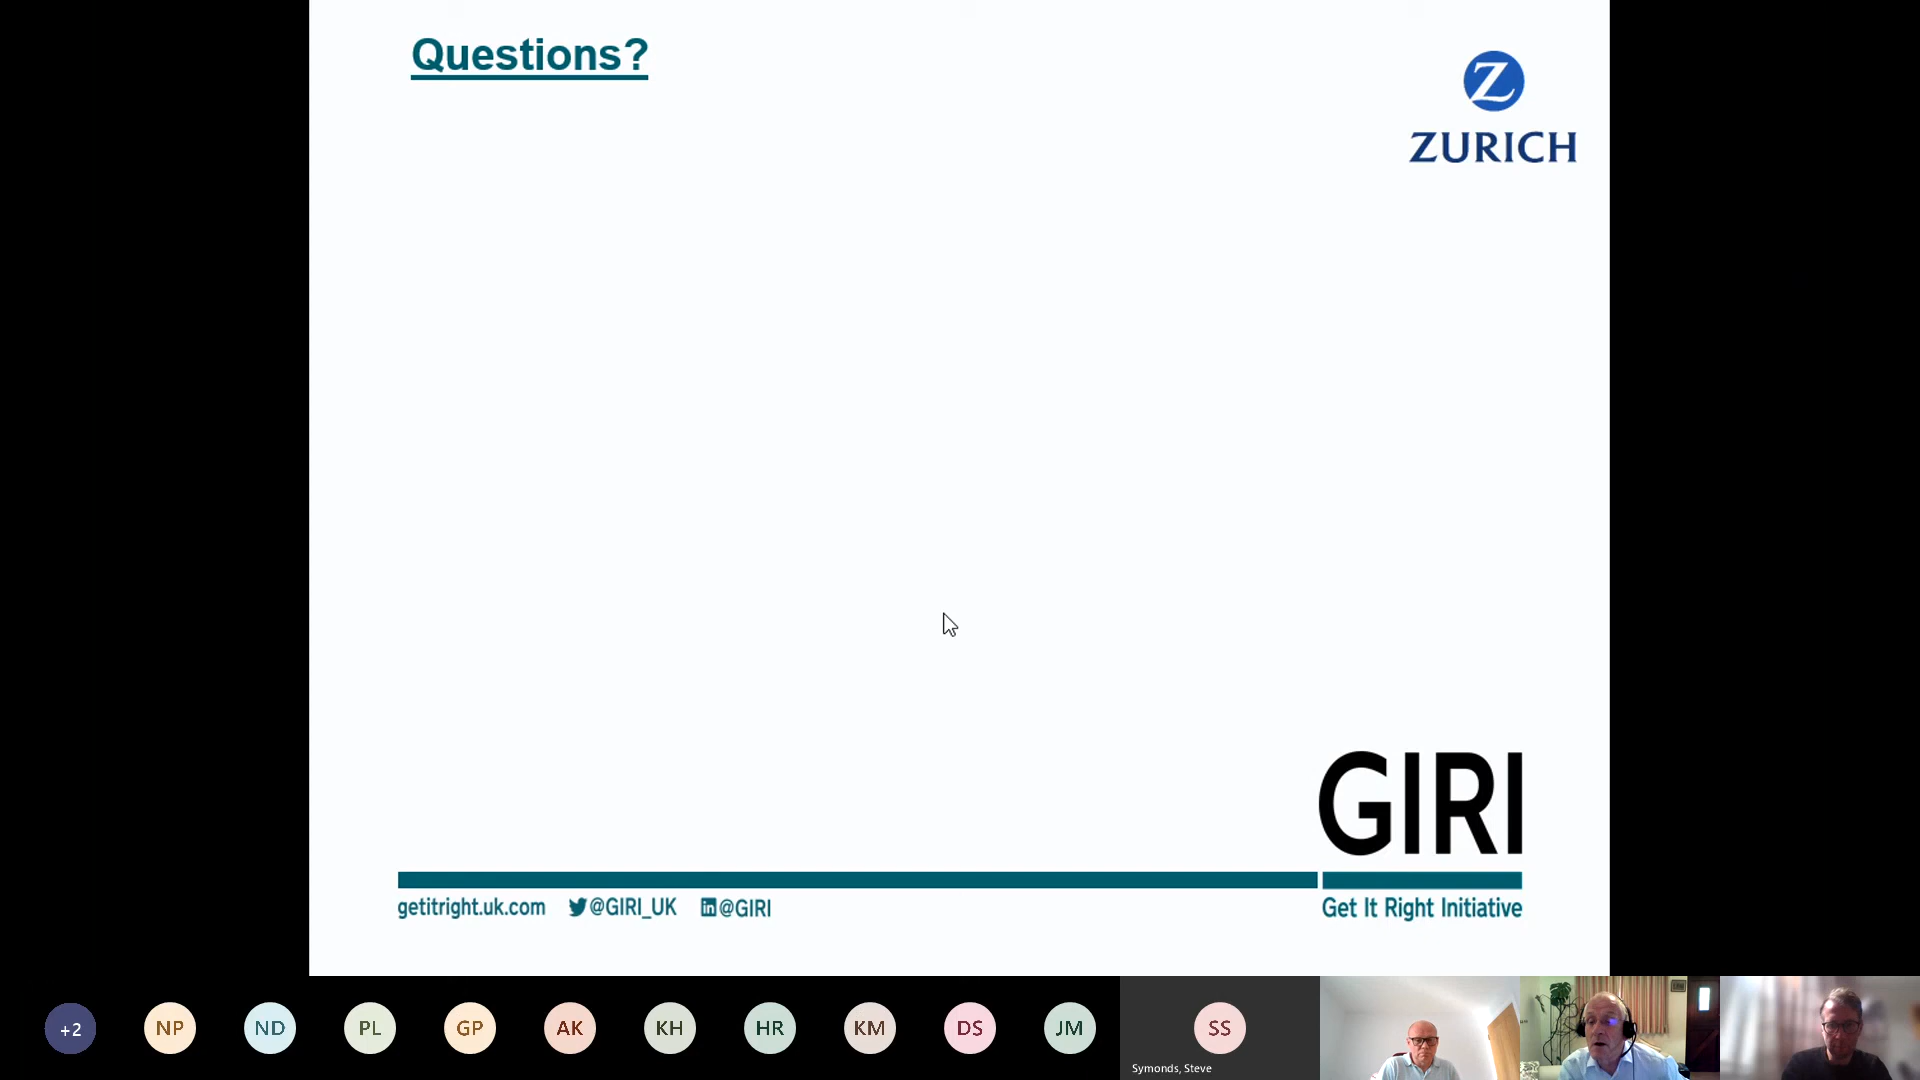 Questions?
Z
ZURICH
GIRI
getitright.uk.com @GIRI_UK in @GIRI
Get It Right Initiative
+2 NP ND PL GP AK KH HR KM DS JM SS
Symonds, Steve